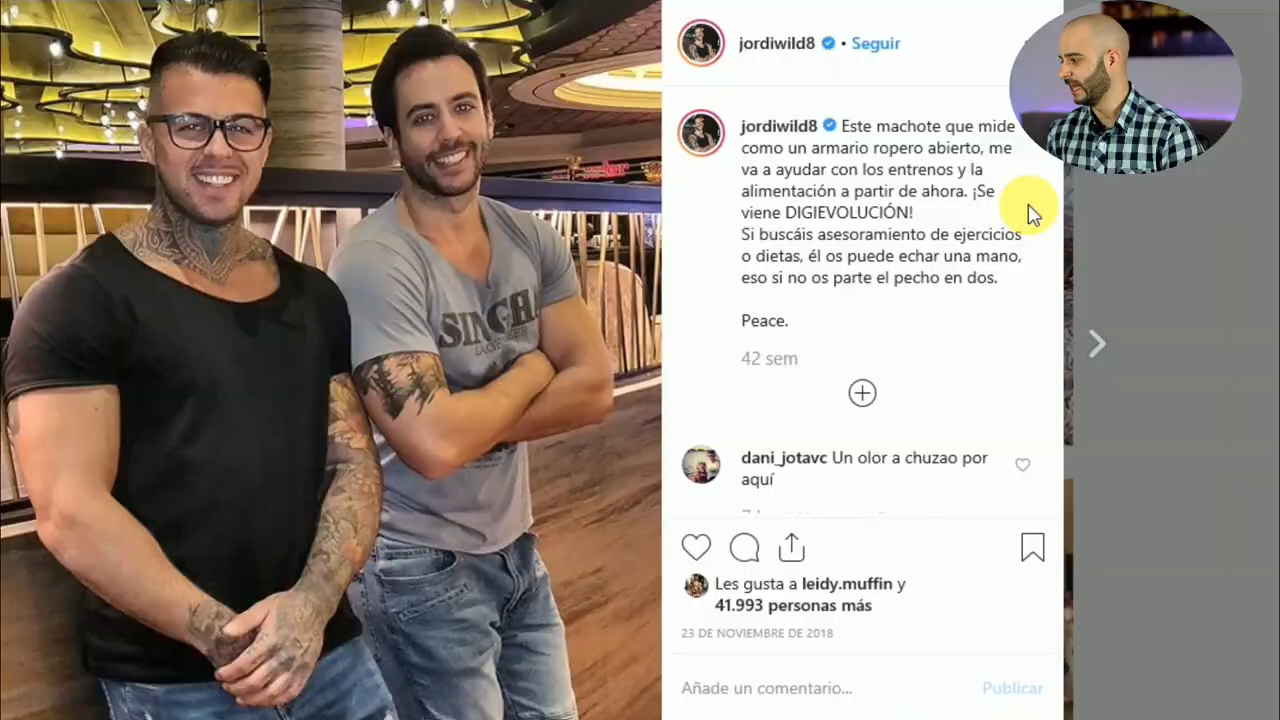 jordiwild8 • Seguir
jordiwild8 Este machote que mide
como un armario ropero abierto, me
va a ayudar con los entrenos y la
alimentación a partir de ahora. ¡Se
viene DIGIEVOLUCIÓN!
Si buscáis asesoramiento de ejercicios
o dietas, él os puede echar una mano,
eso si no os parte el pecho en dos.
Peace.
42 sem
dani_jotavc Un olor a chuzao por
aquí
Les gusta a leidy.muffin y
41.993 personas más
23 DE NOVIEMBRE DE 2018
Añade un comentario...
Publicar